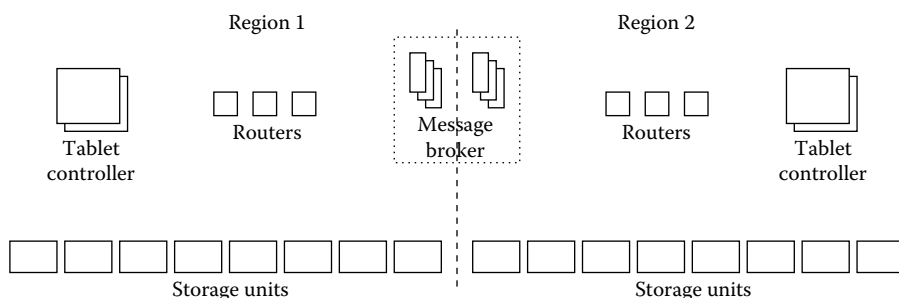 Region 1
Region 2
Tablet
controller
Routers
Message
broker
Routers
Tablet
controller
Storage units
Storage units